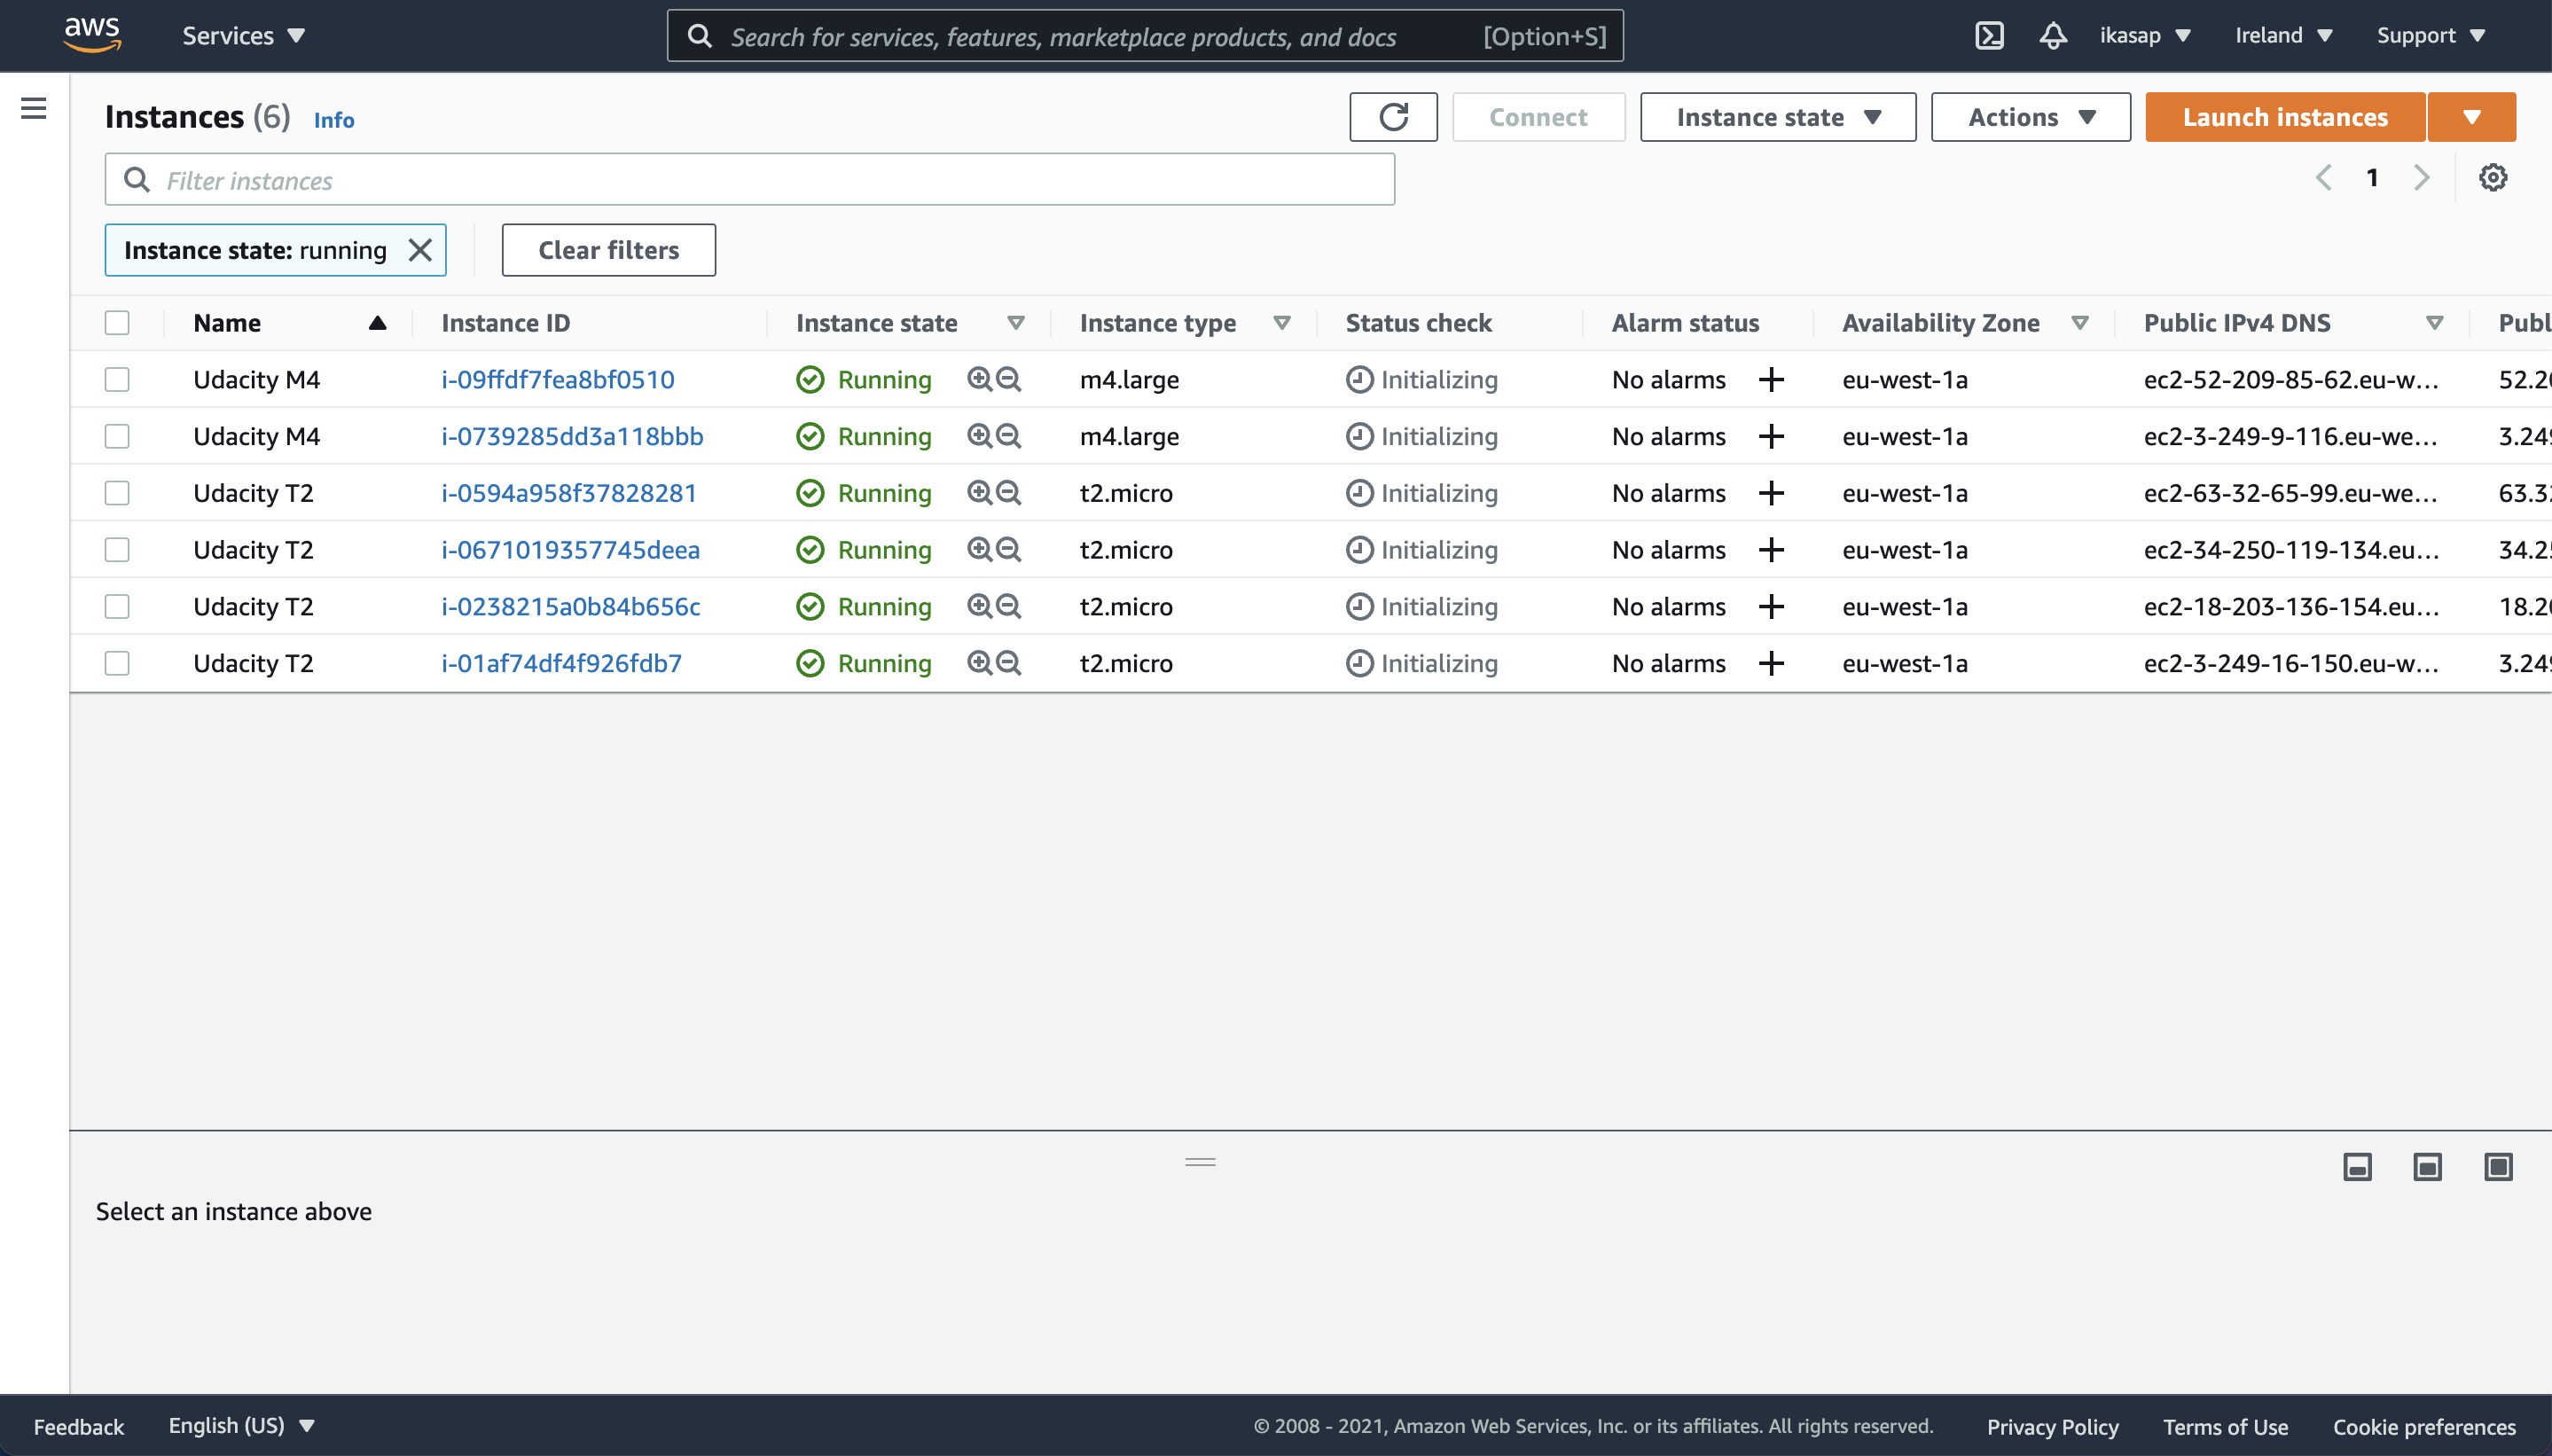 aws Services Search for services, features, marketplace products, and docs [Option+S] ikasap Ireland Support
Instances (6) Info Connect Instance state Actions Launch instances
Filter instances 1
Instance state: running Clear filters
Name Instance ID Instance state Instance type Status check Alarm status Availability Zone Public IPv4 DNS Publ
Udacity M4 i-09ffdf7fea8bf0510 Running m4.large Initializing No alarms eu-west-1a ec2-52-209-85-62.eu-w... 52.20
Udacity M4 i-0739285dd3a118bbb Running m4.large Initializing No alarms eu-west-1a ec2-3-249-9-116.eu-we... 3.249
Udacity T2 i-0594a958f37828281 Running t2.micro Initializing No alarms eu-west-1a ec2-63-32-65-99.eu-we... 63.32
Udacity T2 i-0671019357745deea Running t2.micro Initializing No alarms eu-west-1a ec2-34-250-119-134.eu... 34.25
Udacity T2 i-0238215a0b84b656c Running t2.micro Initializing No alarms eu-west-1a ec2-18-203-136-154.eu... 18.20
Udacity T2 i-01af74df4f926fdb7 Running t2.micro Initializing No alarms eu-west-1a ec2-3-249-16-150.eu-w... 3.249
Select an instance above
Feedback English (US) © 2008 - 2021, Amazon Web Services, Inc. or its affiliates. All rights reserved. Privacy Policy Terms of Use Cookie preferences